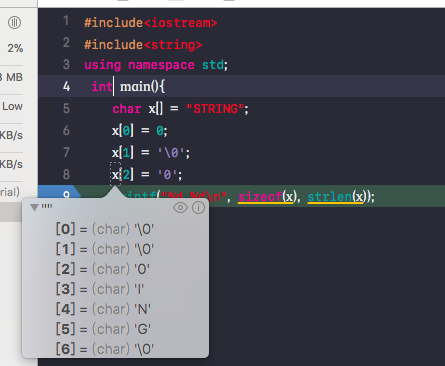 2%
3 MB
Low
KB/s
KB/s
rial)
1 #include<iostream>
2 #include<string>
3 using namespace std;
4 int main(){
5 char x[] = "STRING";
6 x[0] = 0;
7 x[1] = '\0';
8 x[2] = '0';
9 intf("%d %d\n", sizeof(x), strlen(x));
""
[0] = (char) '\0'
[1] = (char) '\0'
[2] = (char) '0'
[3] = (char) 'I'
[4] = (char) 'N'
[5] = (char) 'G'
[6] = (char) '\0'